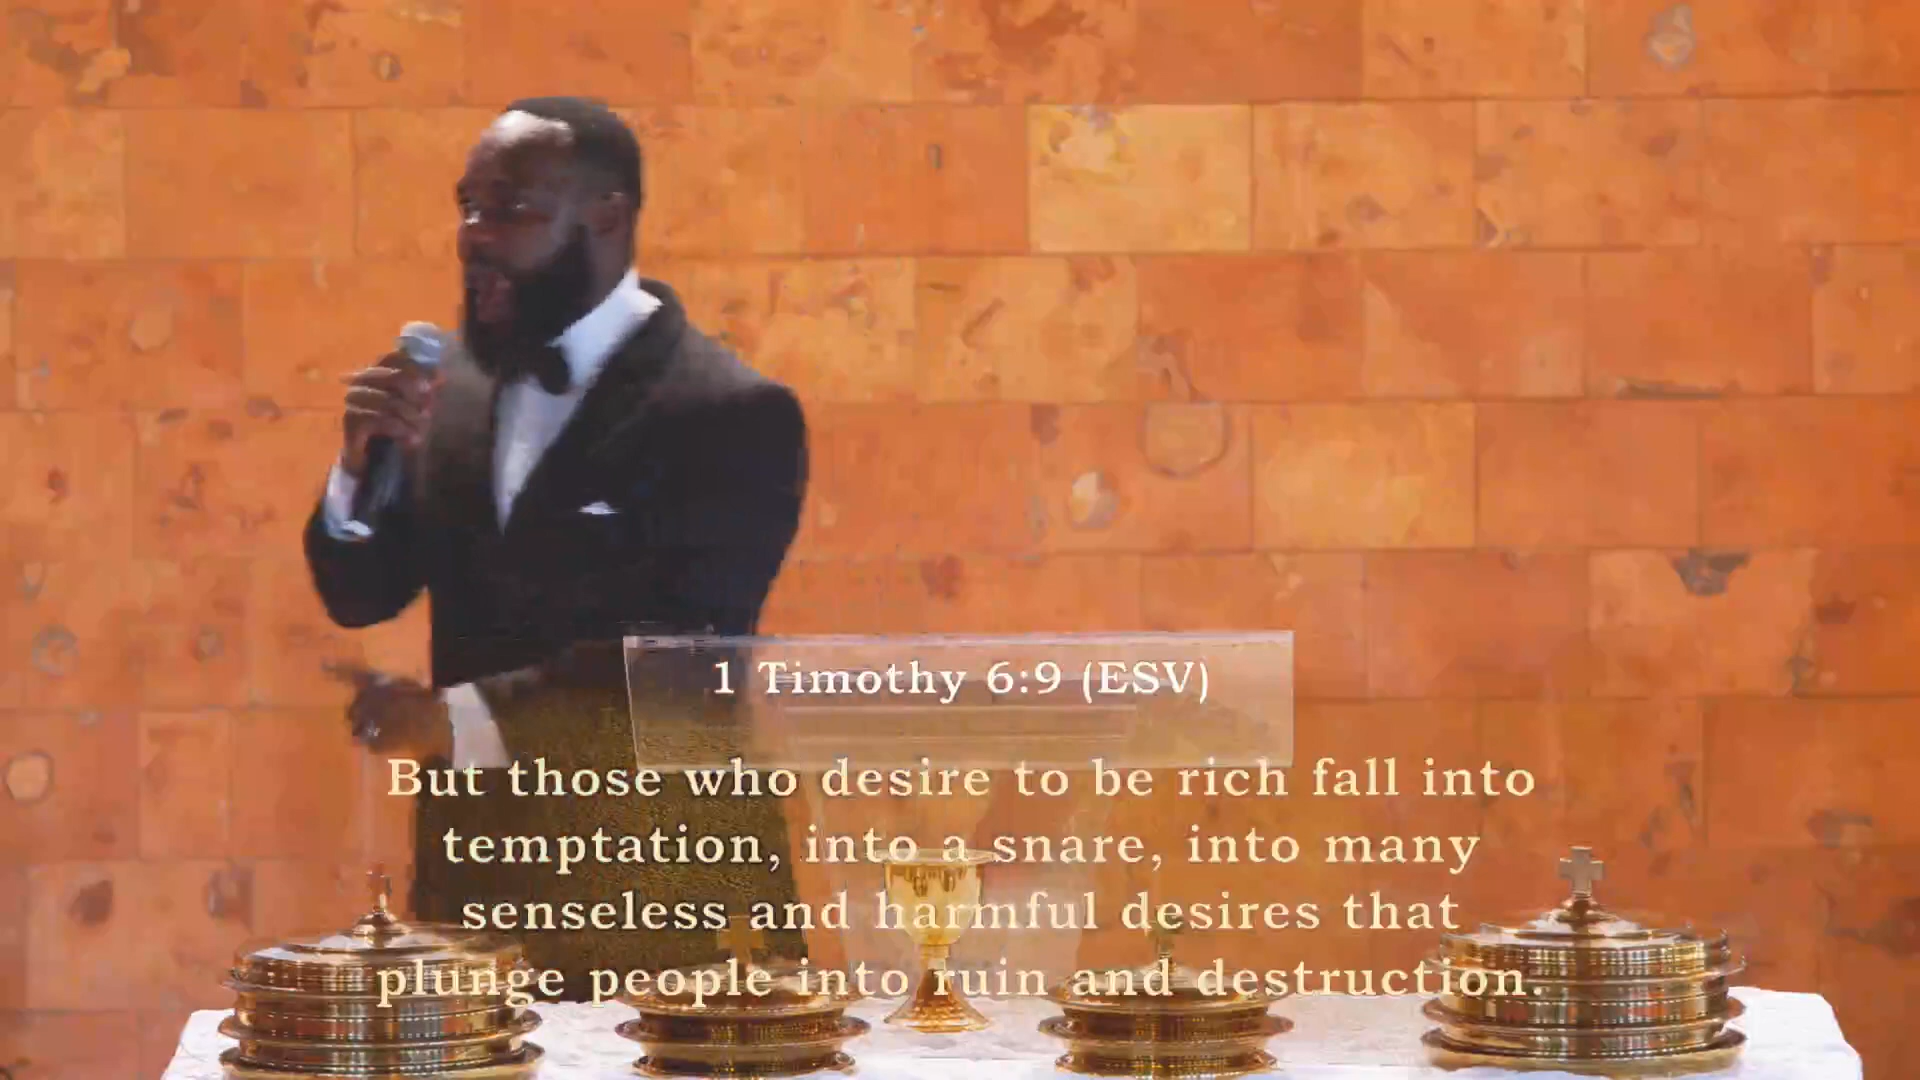 1 Timothy 6:9 (ESV)
But those who desire to be rich fall into
temptation, into a snare, into many
senseless and harmful desires that
plunge people into ruin and destruction.